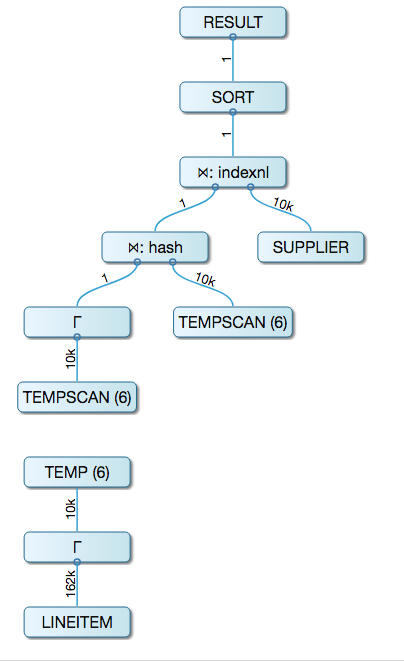 RESULT
1
SORT
1
⋈: indexnl
1
10k
⋈: hash
SUPPLIER
1
10k
Γ
TEMPSCAN (6)
10k
TEMPSCAN (6)
TEMP (6)
10k
Γ
162k
LINEITEM